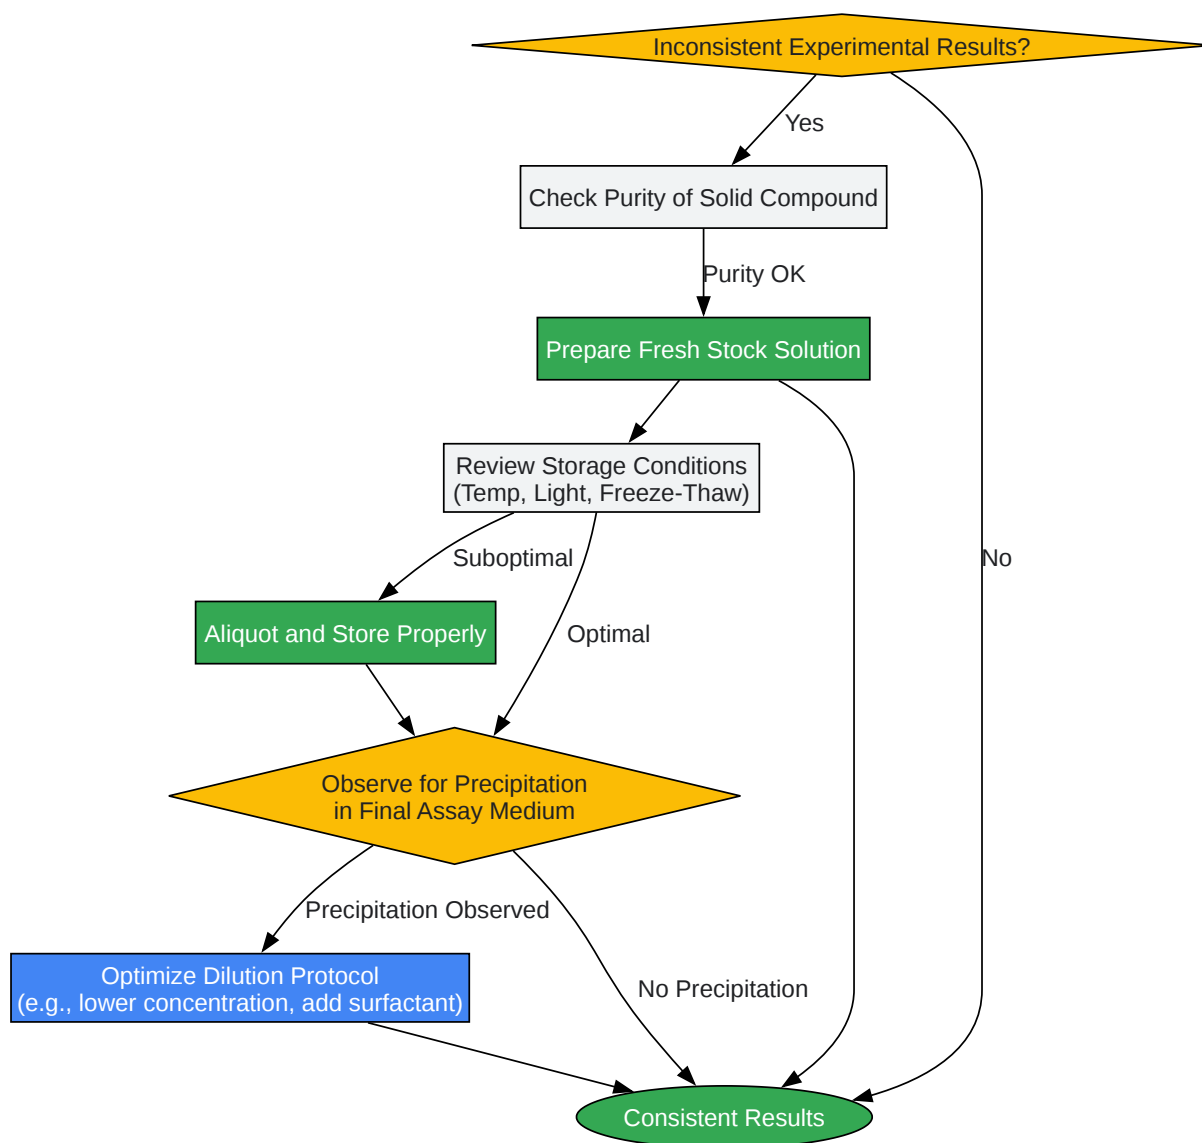 Inconsistent Experimental Results?
Yes
Check Purity of Solid Compound
Purity OK
Prepare Fresh Stock Solution
Review Storage Conditions
(Temp, Light, Freeze-Thaw)
Suboptimal
No
Aliquot and Store Properly
Optimal
Observe for Precipitation
in Final Assay Medium
Precipitation Observed
Optimize Dilution Protocol
(e.g., lower concentration, add surfactant)
No Precipitation
Consistent Results